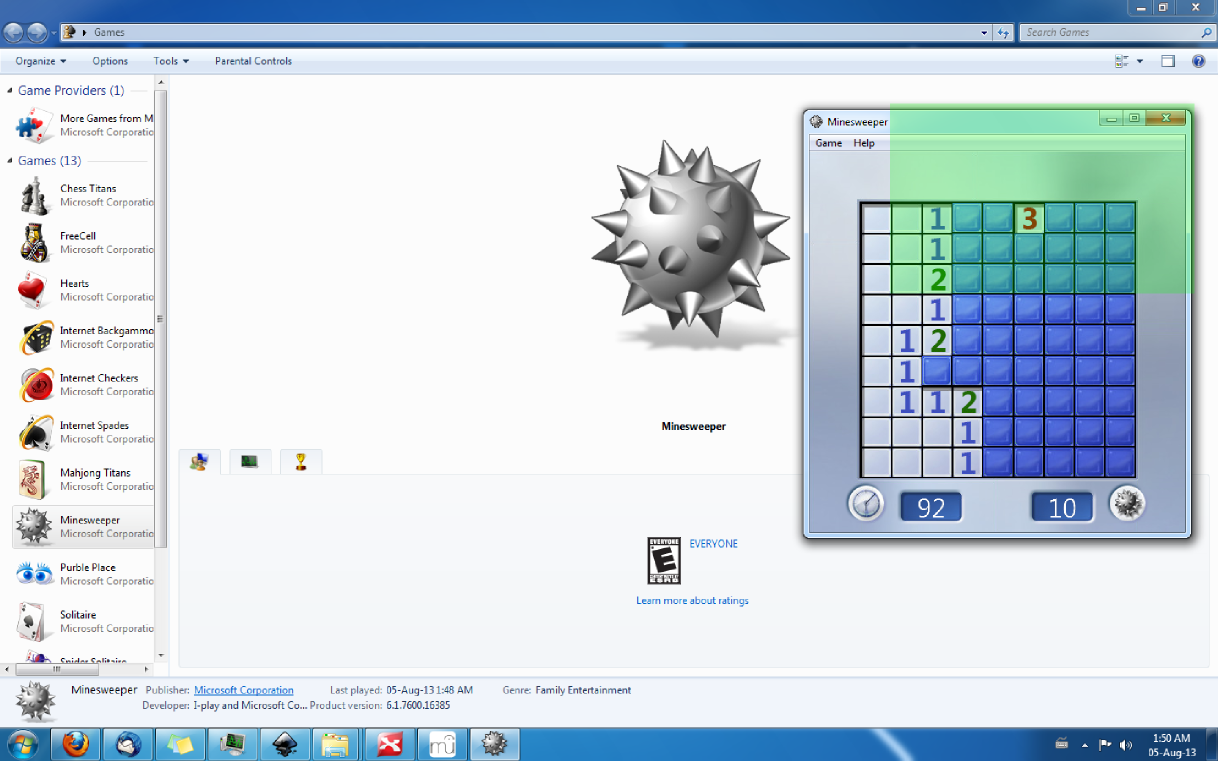 Games
Search Games
Organize
Options
Tools
Parental Controls
Game Providers (1)
More Games from M
Microsoft Corporatio
Games (13)
Chess Titans
Microsoft Corporatio
FreeCell
Microsoft Corporatio
Hearts
Microsoft Corporatio
Internet Backgammo
Microsoft Corporatio
Internet Checkers
Microsoft Corporatio
Internet Spades
Microsoft Corporatio
Mahjong Titans
Microsoft Corporatio
Minesweeper
Microsoft Corporatio
Purble Place
Microsoft Corporatio
Solitaire
Microsoft Corporatio
Spider Solitaire
Minesweeper
EVERYONE
E
ESRB
EVERYONE
Learn more about ratings
Minesweeper
Game Help
1 3
1
2
1
1 2
1
1 1 2
1
1
92 10
Minesweeper Publisher: Microsoft Corporation Last played: 05-Aug-13 1:48 AM Genre: Family Entertainment
Developer: I-play and Microsoft Co... Product version: 6.1.7600.16385
1:50 AM
05-Aug-13